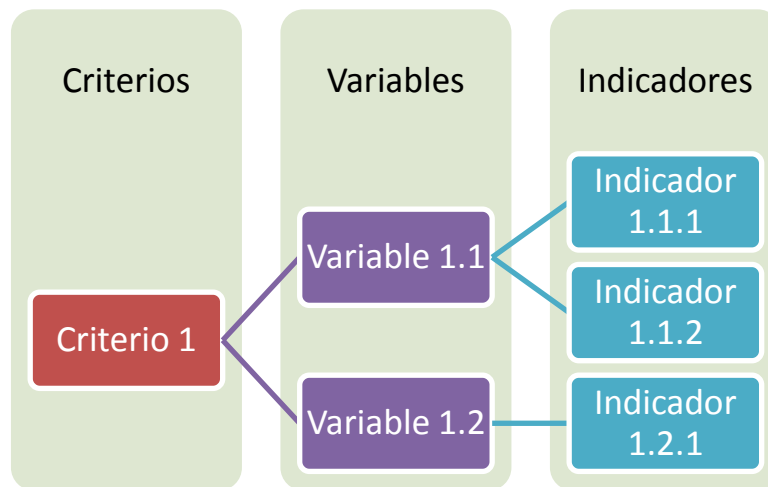 Criterios
Variables
Indicadores
Criterio 1
Variable 1.1
Variable 1.2
Indicador
1.1.1
Indicador
1.1.2
Indicador
1.2.1